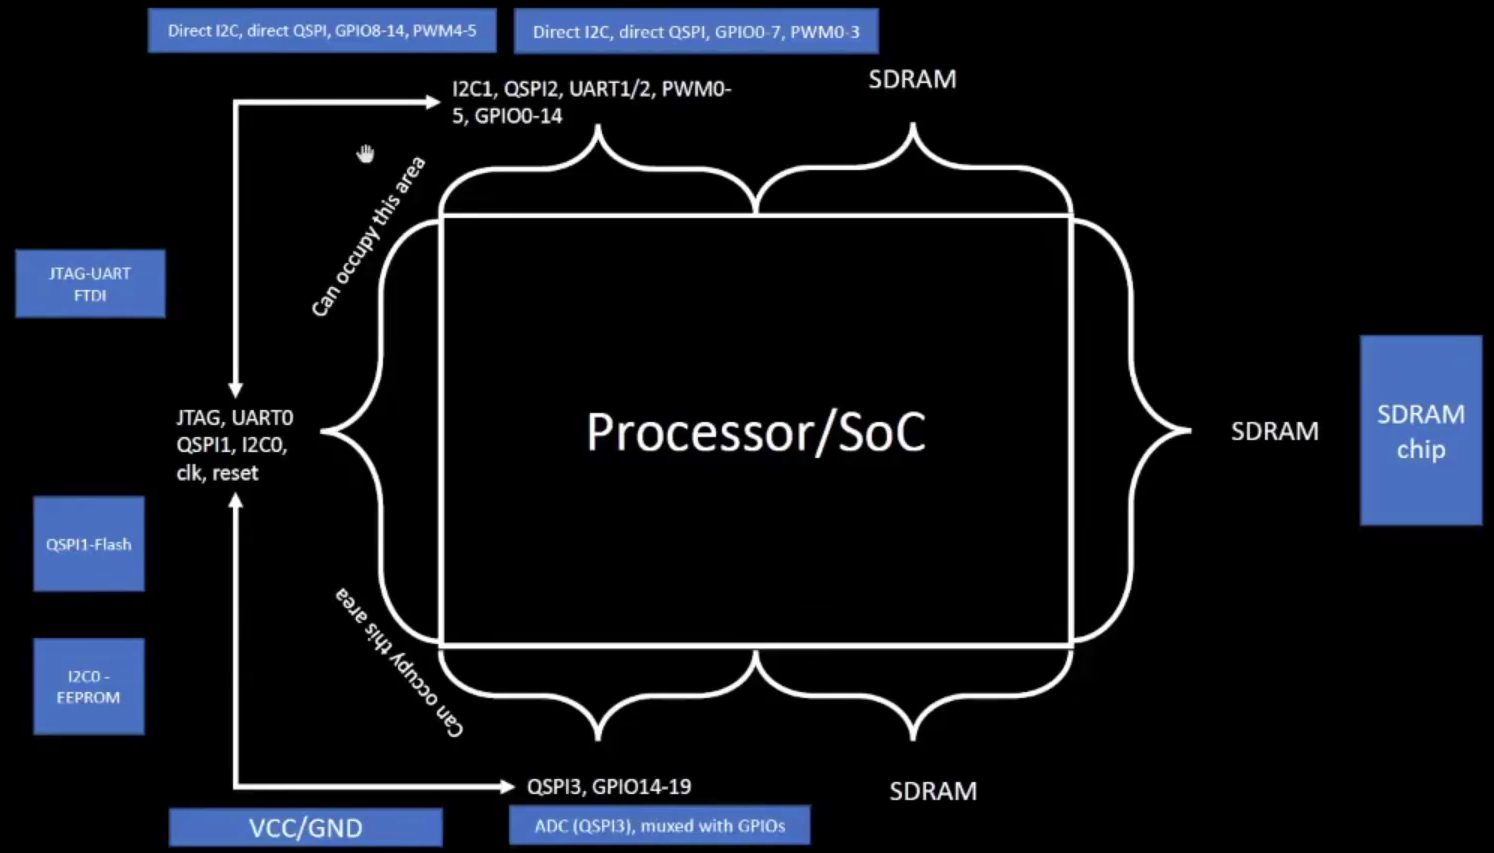 Direct I2C, direct QSPI, GPIO8-14, PWM4-5
Direct I2C, direct QSPI, GPIO0-7, PWM0-3
I2C1, QSPI2, UART1/2, PWM0-
5, GPIO0-14
SDRAM
Can occupy this area
JTAG-UART
FTDI
JTAG, UART0
QSPI1, I2C0,
clk, reset
Processor/SoC
SDRAM
SDRAM
chip
QSPI1-Flash
I2C0 -
EEPROM
Can occupy this area
QSPI3, GPIO14-19
SDRAM
VCC/GND
ADC (QSPI3), muxed with GPIOs